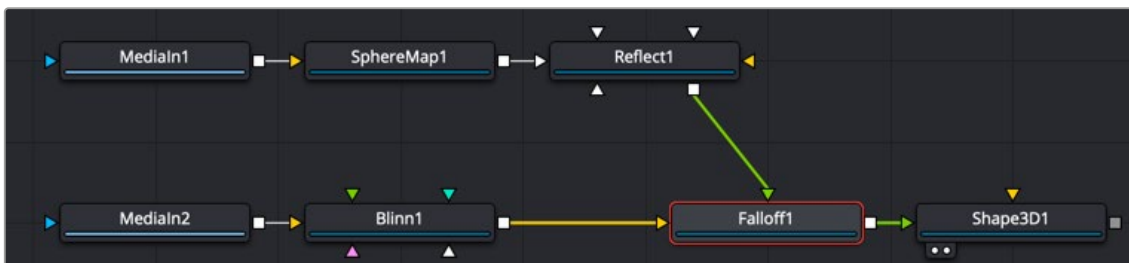 MediaIn1
SphereMap1
Reflect1
MediaIn2
Blinn1
Falloff1
Shape3D1